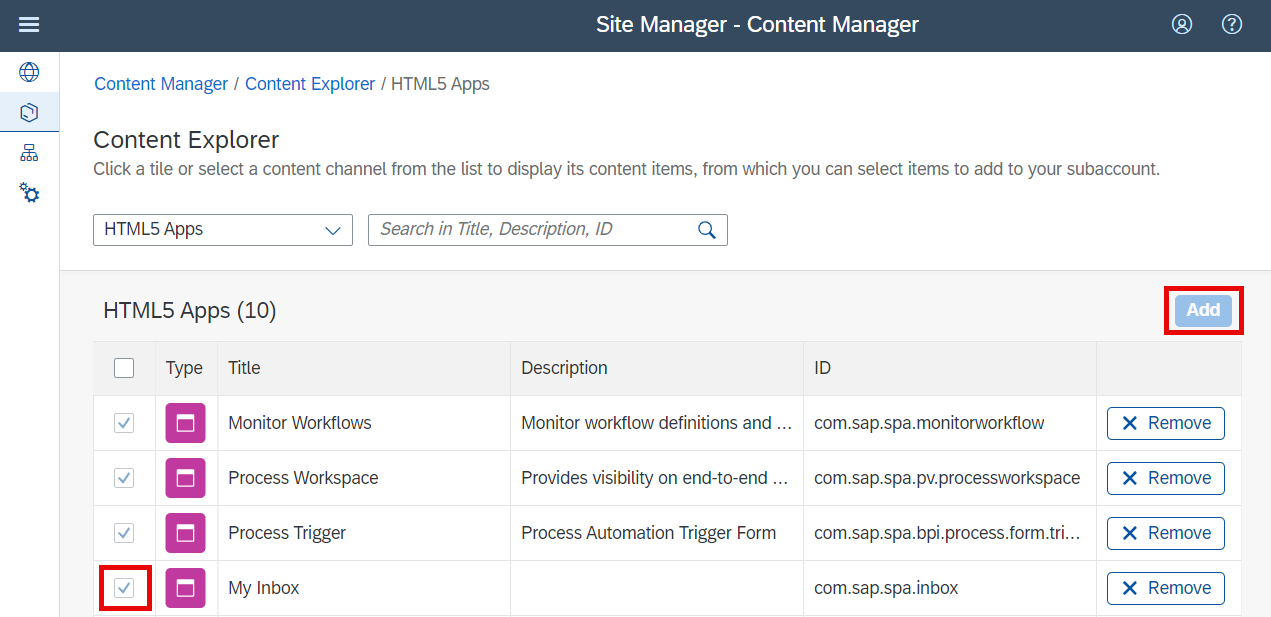 Site Manager - Content Manager
Content Manager / Content Explorer / HTML5 Apps
Content Explorer
Click a tile or select a content channel from the list to display its content items, from which you can select items to add to your subaccount.
HTML5 Apps Search in Title, Description, ID
HTML5 Apps (10) Add
Type Title Description ID
Monitor Workflows Monitor workflow definitions and ... com.sap.spa.monitorworkflow Remove
Process Workspace Provides visibility on end-to-end ... com.sap.spa.pv.processworkspace Remove
Process Trigger Process Automation Trigger Form com.sap.spa.bpi.process.form.tri... Remove
My Inbox com.sap.spa.inbox Remove